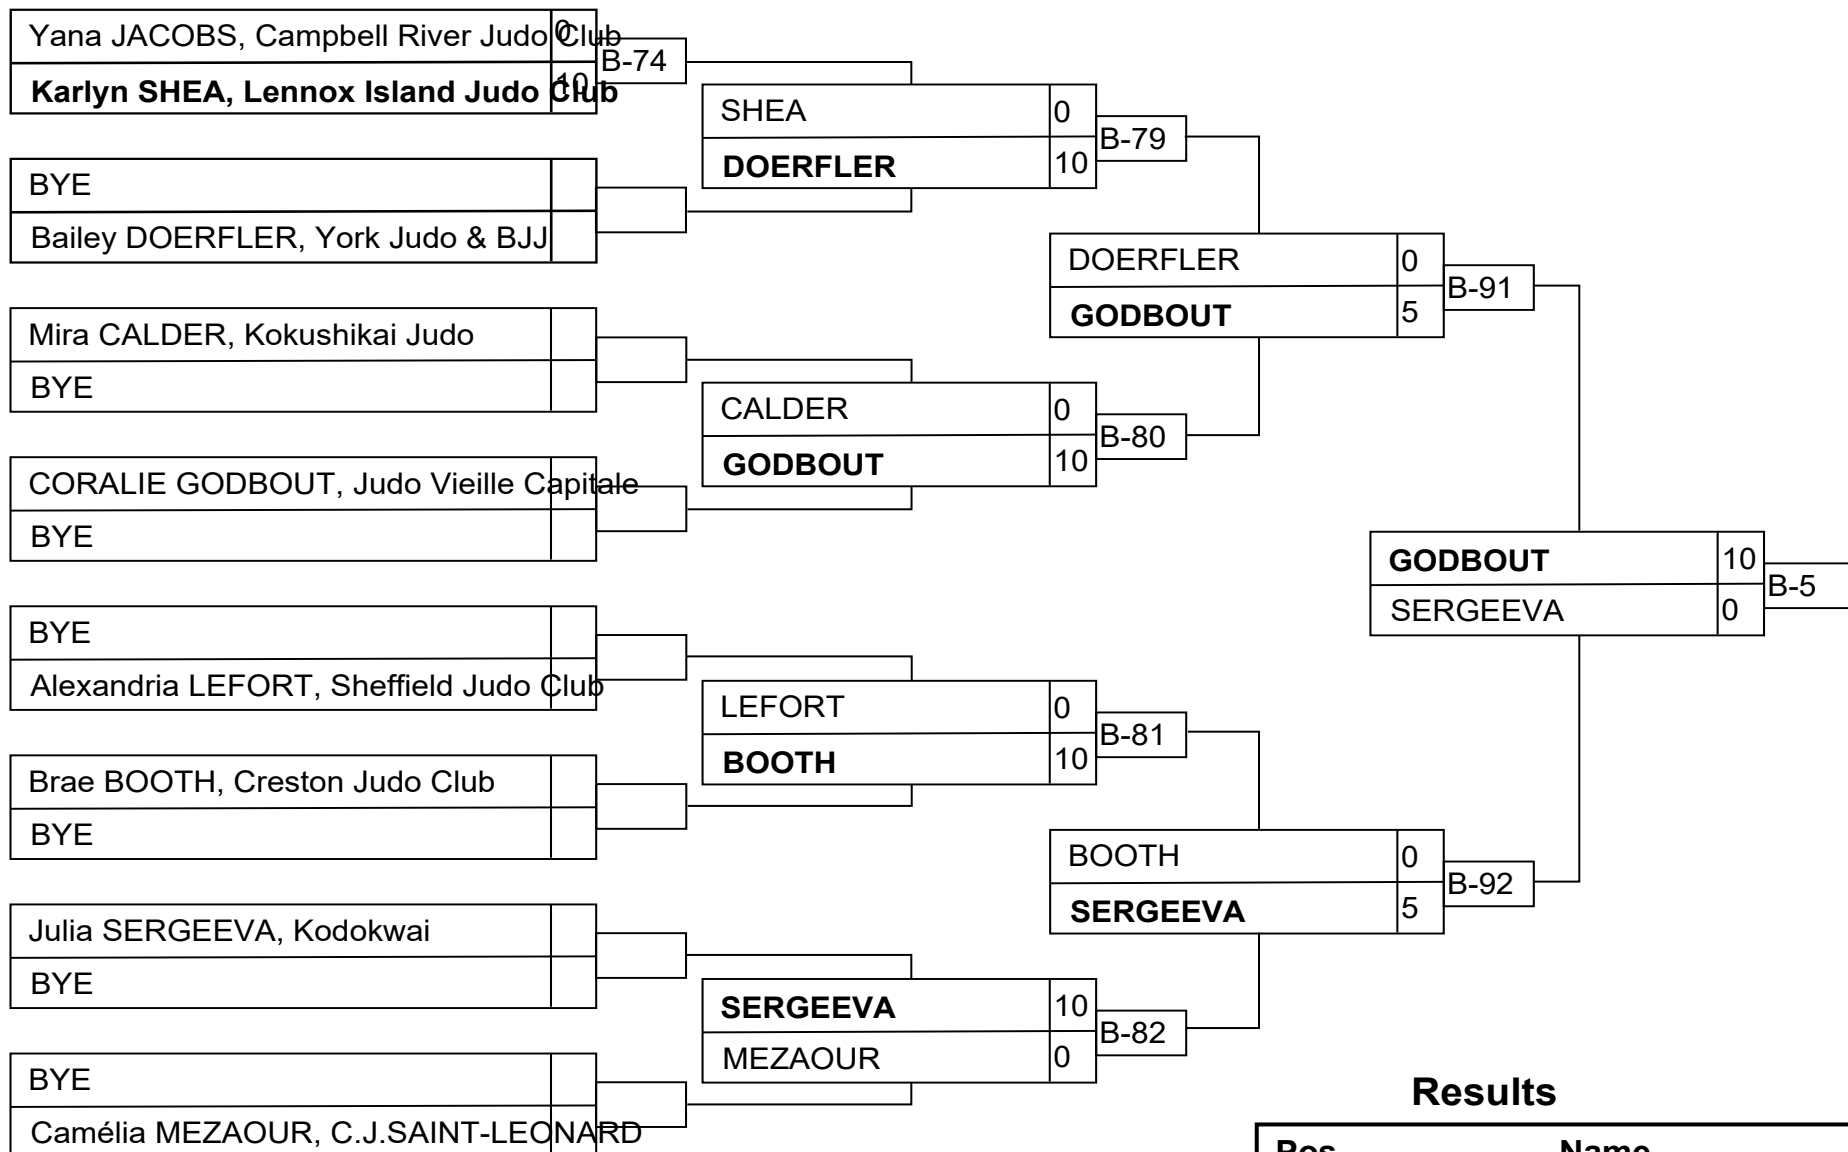 Yana JACOBS, Campbell River Judo Club 0
Karlyn SHEA, Lennox Island Judo Club 10
B-74
BYE
Bailey DOERFLER, York Judo & BJJ
Mira CALDER, Kokushikai Judo
BYE
CORALIE GODBOUT, Judo Vieille Capitale
BYE
BYE
Alexandria LEFORT, Sheffield Judo Club
Brae BOOTH, Creston Judo Club
BYE
Julia SERGEEVA, Kodokwai
BYE
BYE
Camélia MEZAOUR, C.J.SAINT-LEONARD
SHEA 0
DOERFLER 10
B-79
CALDER 0
GODBOUT 10
B-80
LEFORT 0
BOOTH 10
B-81
SERGEEVA 10
MEZAOUR 0
B-82
DOERFLER 0
GODBOUT 5
B-91
BOOTH 0
SERGEEVA 5
B-92
GODBOUT 10
SERGEEVA 0
B-5
Results
Pos Name